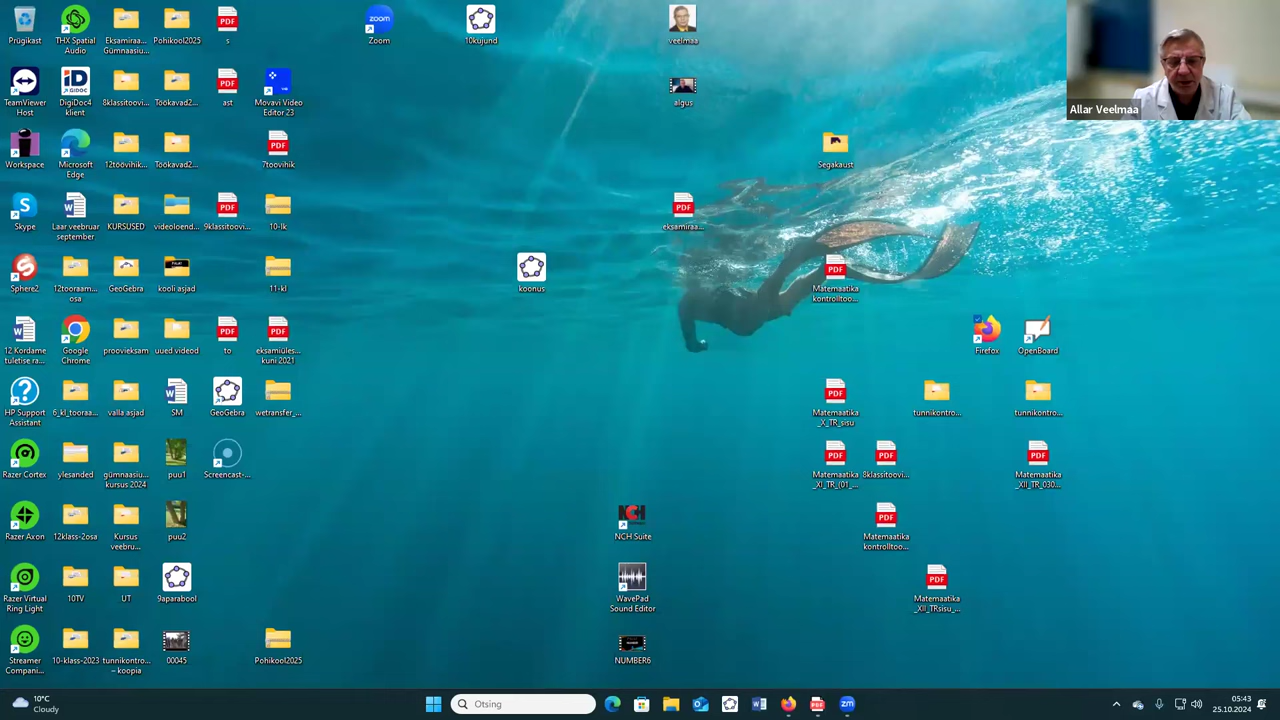 Prügikast
THX Spatial
Audio
Eksamiraa...
Gümnaasiu...
Pohikool2025
s
Zoom
zoom
10kujund
veelmaa
TeamViewer
Host
DigiDoc4
klient
8klassitoovi...
Töökavad2...
ast
Movavi Video
Editor 23
algus
Allar Veelmaa
Workspace
Microsoft
Edge
12töövihik...
Töökavad2...
7toovihik
Segakaust
Skype
Laar veebruar
september.
KURSUSED
videoloend...
9klassitoovi...
10-lk
eksamiraa...
Sphere2
12tooraam...
osa
GeoGebra
kooli asjad
11-kl
koonus
Matemaatika
kontrolltoo...
12 Kordame
tuletise ra...
Google
Chrome
proovieksam
uued videod
to
eksamiüles...
kuni 2021
Firefox
OpenBoard
HP Support
Assistant
6_kl_tooraa...
valla asjad
SM
GeoGebra
wetransfer_...
Matemaatika
_X_TR_sisu
tunnikontro...
tunnikontro...
Razer Cortex
ylesanded
gümnaasiu...
kursus 2024
puu1
Screencast-...
Matemaatika
_XI_TR_(01_...
8klassitoovi...
Matemaatika
_XII_TR_030...
Razer Axon
12klass-2osa
Kursus
veebru...
puu2
NCH
NCH Suite
Matemaatika
kontrolltoo...
Razer Virtual
Ring Light
10TV
UT
9aparabool
WavePad
Sound Editor
Matemaatika
_XII_TRsisu_...
Streamer
Compani...
10-klass-2023
tunnikontro...
– koopia
00045
Pohikool2025
NUMBER6
10°C
Cloudy
Otsing
zm
05:43
25.10.2024